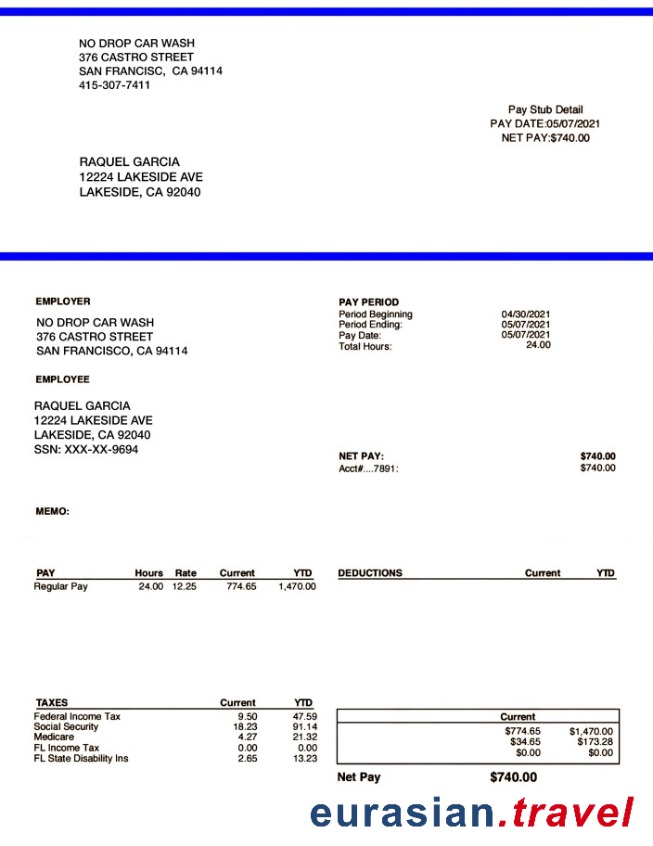 NO DROP CAR WASH
376 CASTRO STREET
SAN FRANCISC, CA 94114
415-307-7411
Pay Stub Detail
PAY DATE:05/07/2021
NET PAY:$740.00
RAQUEL GARCIA
12224 LAKESIDE AVE
LAKESIDE, CA 92040
EMPLOYER
NO DROP CAR WASH
376 CASTRO STREET
SAN FRANCISCO, CA 94114
EMPLOYEE
RAQUEL GARCIA
12224 LAKESIDE AVE
LAKESIDE, CA 92040
SSN: XXX-XX-9694
PAY PERIOD
Period Beginning 04/30/2021
Period Ending: 05/07/2021
Pay Date: 05/07/2021
Total Hours: 24.00
NET PAY: $740.00
Acct#....7891: $740.00
MEMO:
PAY Hours Rate Current YTD
Regular Pay 24.00 12.25 774.65 1,470.00
DEDUCTIONS Current YTD
TAXES Current YTD
Federal Income Tax 9.50 47.59
Social Security 18.23 91.14
Medicare 4.27 21.32
FL Income Tax 0.00 0.00
FL State Disability Ins 2.65 13.23
Current
$774.65 $1,470.00
$34.65 $173.28
$0.00 $0.00
Net Pay $740.00
eurasian.travel